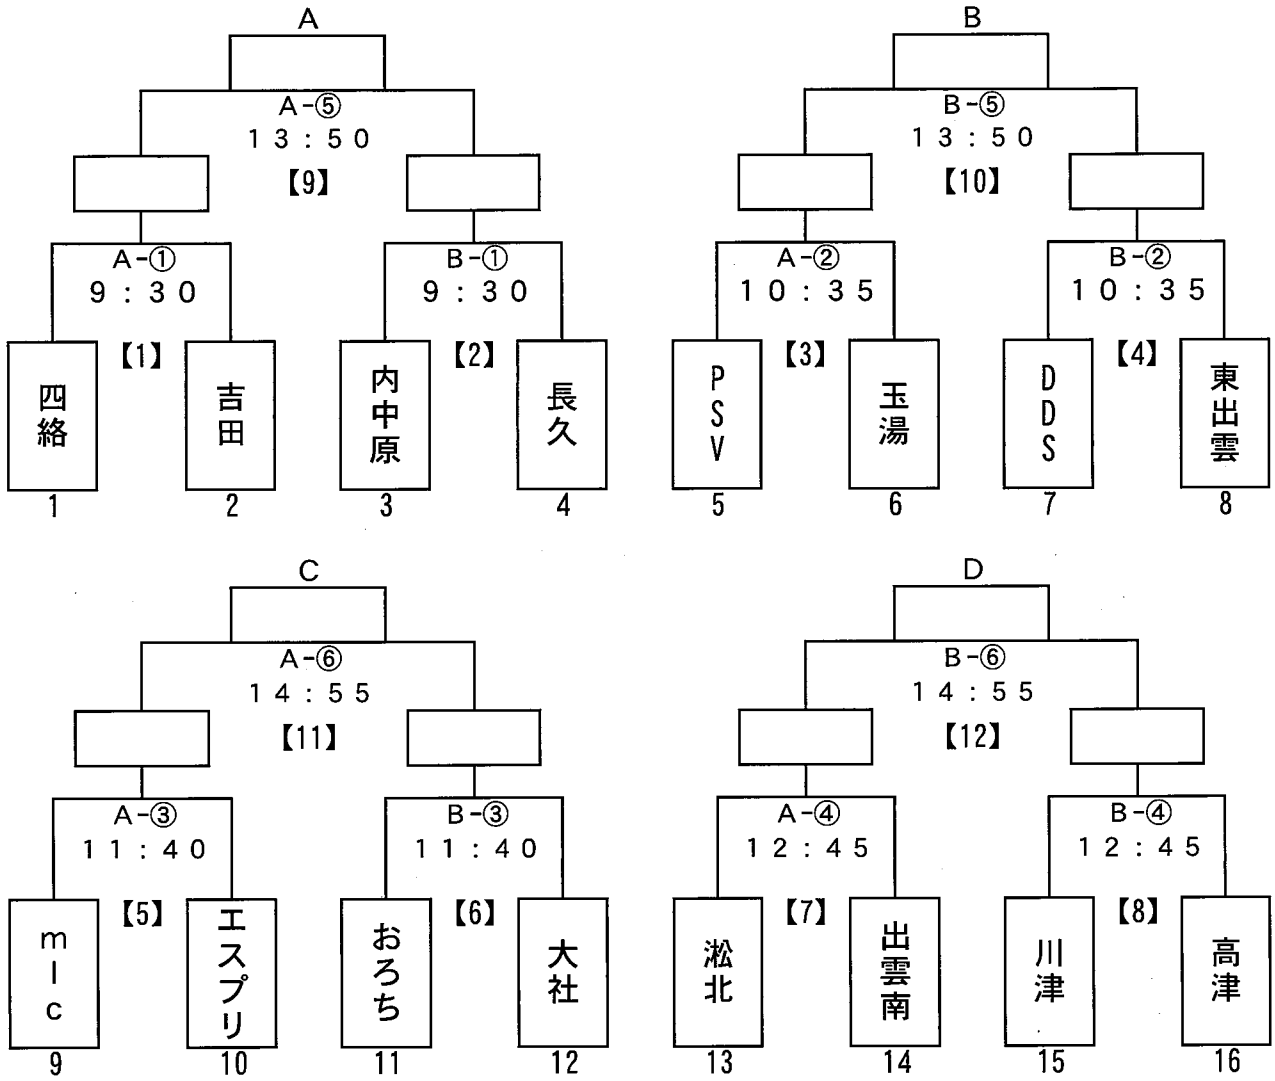 A
A-⑤
13:50
【9】
A-①
9:30
【1】
B-①
9:30
【2】
四絡
吉田
内中原
長久
1
2
3
4
B
B-⑤
13:50
【10】
A-②
10:35
【3】
B-②
10:35
【4】
PSV
玉湯
DDS
東出雲
5
6
7
8
C
A-⑥
14:55
【11】
A-③
11:40
【5】
B-③
11:40
【6】
mIc
エスプリ
おろち
大社
9
10
11
12
D
B-⑥
14:55
【12】
A-④
12:45
【7】
B-④
12:45
【8】
淞北
出雲南
川津
高津
13
14
15
16